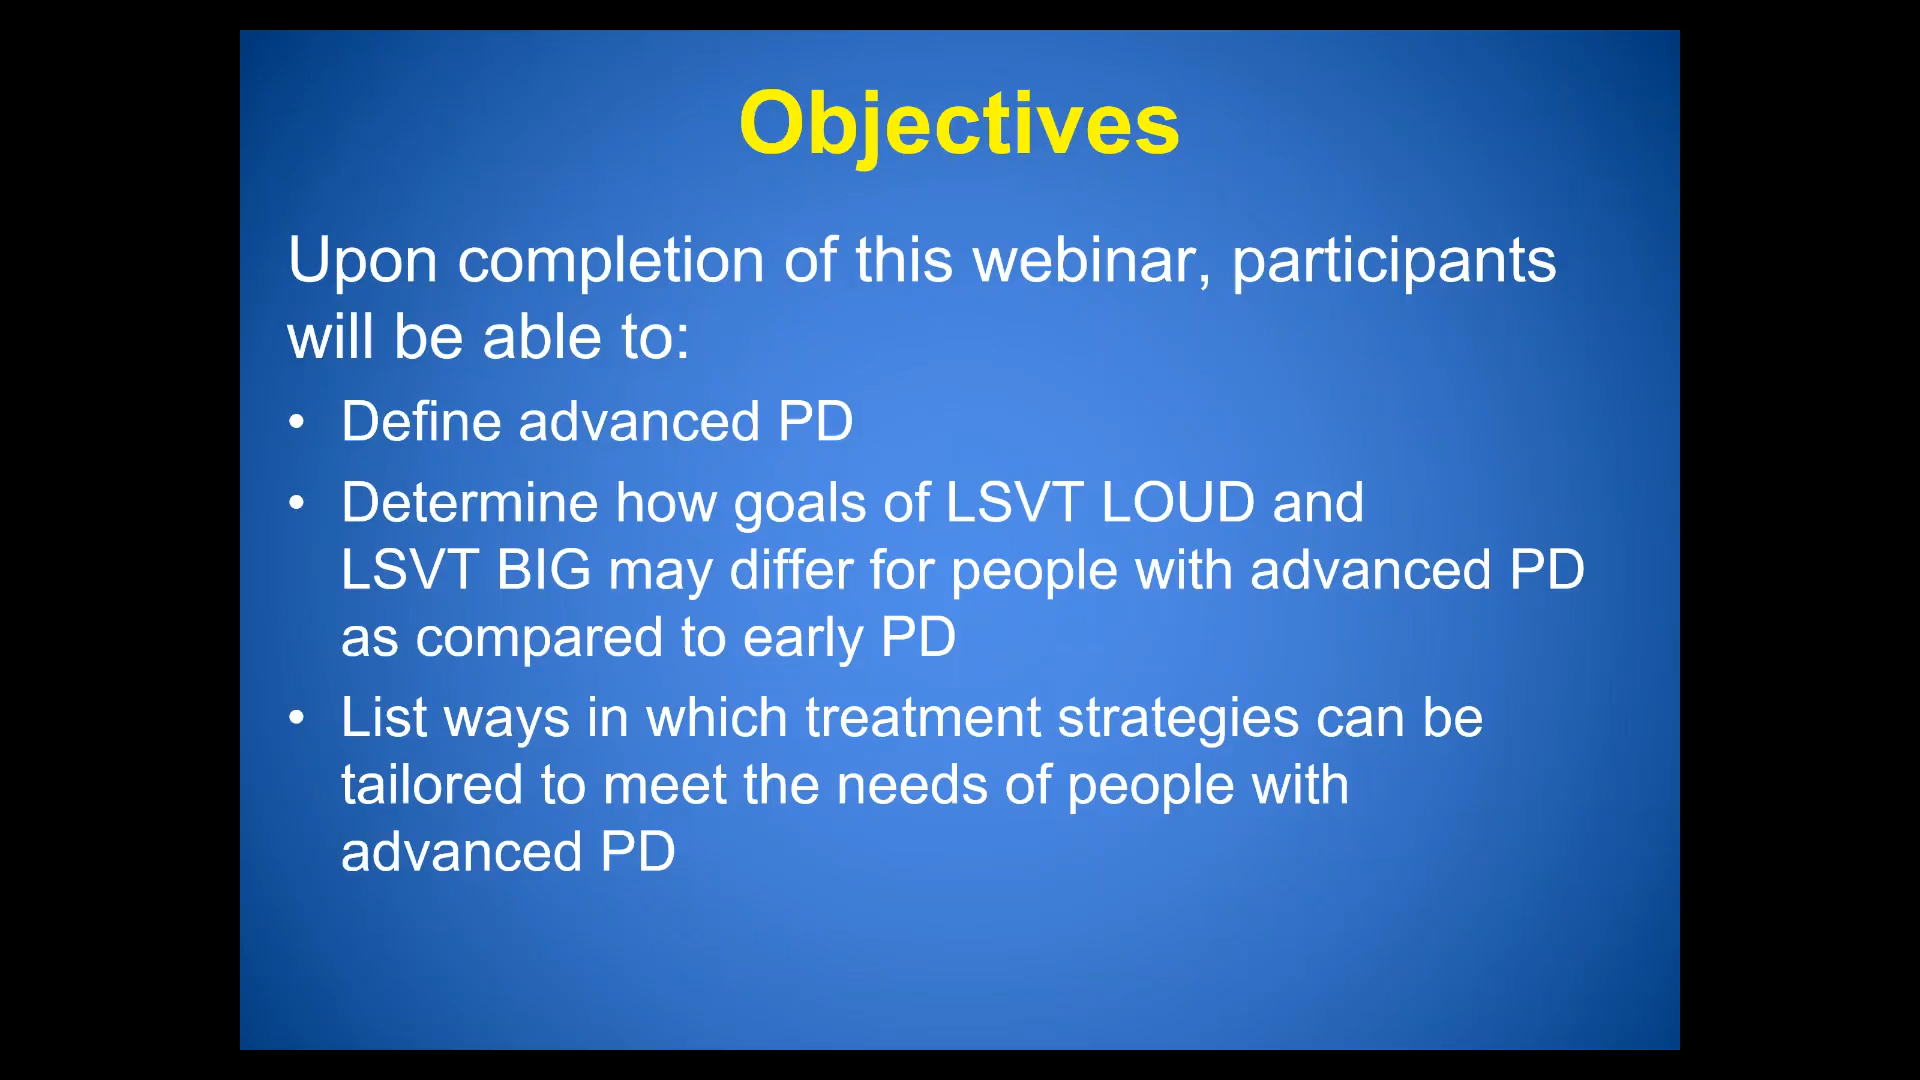 Objectives
Upon completion of this webinar, participants
will be able to:
• Define advanced PD
• Determine how goals of LSVT LOUD and
LSVT BIG may differ for people with advanced PD
as compared to early PD
• List ways in which treatment strategies can be
tailored to meet the needs of people with
advanced PD